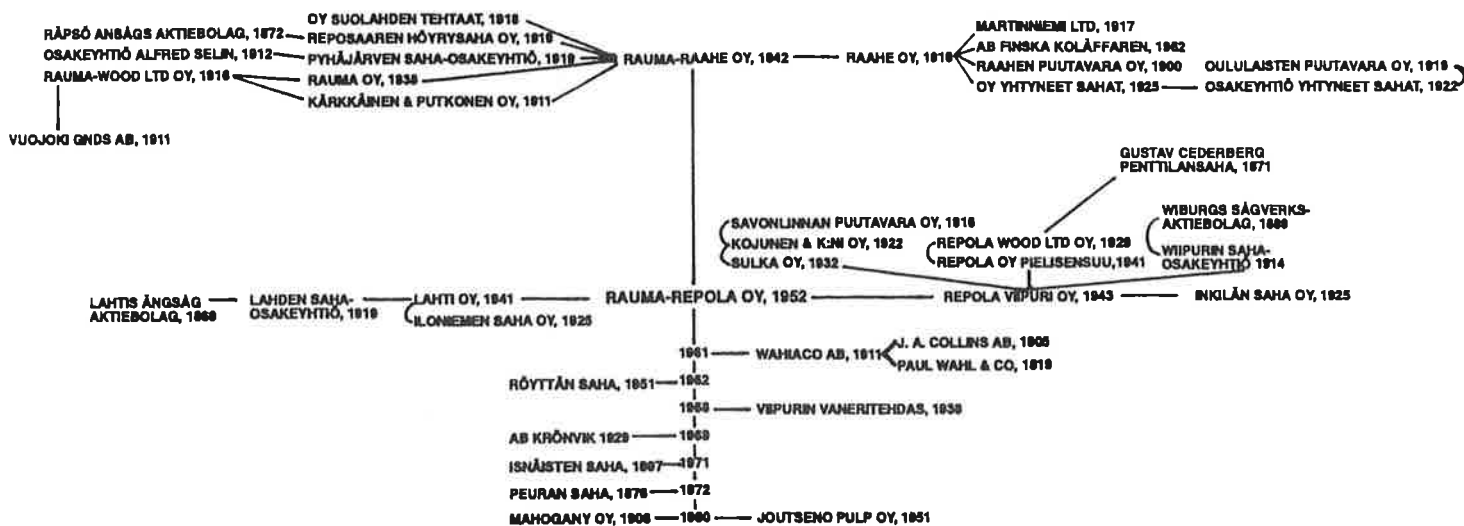 OY SUOLAHDEN TEHTAAT, 1918
RÄPSÖ ANSÅGS AKTIEBOLAG, 1872
REPOSAAREN HÖYRYSAHA OY, 1916
OSAKEYHTIÖ ALFRED SELIN, 1912
PYHÄJÄRVEN SAHA-OSAKEYHTIÖ, 1919
RAUMA-WOOD LTD OY, 1916
RAUMA OY, 1938
KÄRKKÄINEN & PUTKONEN OY, 1911
VUOJOKI GNDS AB, 1911
RAUMA-RAAHE OY, 1942
RAAHE OY, 1915
MARTINNIEMI LTD, 1917
AB FINSKA KOLÅFFAREN, 1962
RAAHEN PUUTAVARA OY, 1900
OY YHTYNEET SAHAT, 1925
OULULAISTEN PUUTAVARA OY, 1919
OSAKEYHTIÖ YHTYNEET SAHAT, 1922
GUSTAV CEDERBERG
PENTTILANSAHA, 1871
SAVONLINNAN PUUTAVARA OY, 1916
KOJUNEN & K:NI OY, 1922
SULKA OY, 1932
REPOLA WOOD LTD OY, 1928
REPOLA OY PIELISENSUU, 1941
WIBURGS SÅGVERKS-
AKTIEBOLAG, 1889
WIIPURIN SAHA-
OSAKEYHTIÖ 1914
LAHTIS ÅNGSÅG
AKTIEBOLAG, 1869
LAHDEN SAHA-
OSAKEYHTIÖ, 1919
LAHTI OY, 1941
ILONIEMEN SAHA OY, 1925
RAUMA-REPOLA OY, 1952
REPOLA VIIPURI OY, 1943
INKILÄN SAHA OY, 1925
1961
WAHIACO AB, 1911
J. A. COLLINS AB, 1905
PAUL WAHL & CO, 1919
RÖYTTÄN SAHA, 1951
1962
1968
VIIPURIN VANERITEHDAS, 1938
AB KRÖNVIK 1929
1969
ISNÄISTEN SAHA, 1897
1971
PEURAN SAHA, 1876
1972
MAHOGANY OY, 1906
1980
JOUTSENO PULP OY, 1951